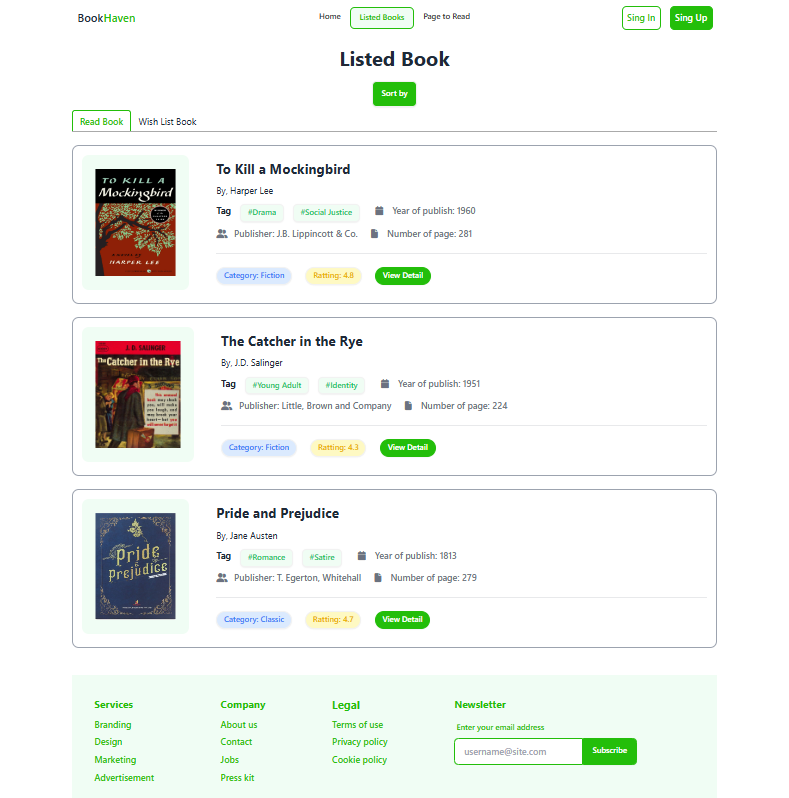 BookHaven
Home Listed Books Page to Read
Sing In Sing Up
Listed Book
Sort by
Read Book Wish List Book
TO KILL A
Mockingbird
HARPER LEE
To Kill a Mockingbird
By, Harper Lee
Tag #Drama #Social Justice Year of publish: 1960
Publisher: J.B. Lippincott & Co. Number of page: 281
Category: Fiction Ratting: 4.8 View Detail
J. D. SALINGER
The Catcher in the Rye
The Catcher in the Rye
By, J.D. Salinger
Tag #Young Adult #Identity Year of publish: 1951
Publisher: Little, Brown and Company Number of page: 224
Category: Fiction Ratting: 4.3 View Detail
Pride
Prejudice
Pride and Prejudice
By, Jane Austen
Tag #Romance #Satire Year of publish: 1813
Publisher: T. Egerton, Whitehall Number of page: 279
Category: Classic Ratting: 4.7 View Detail
Services
Branding
Design
Marketing
Advertisement
Company
About us
Contact
Jobs
Press kit
Legal
Terms of use
Privacy policy
Cookie policy
Newsletter
Enter your email address
username@site.com Subscribe